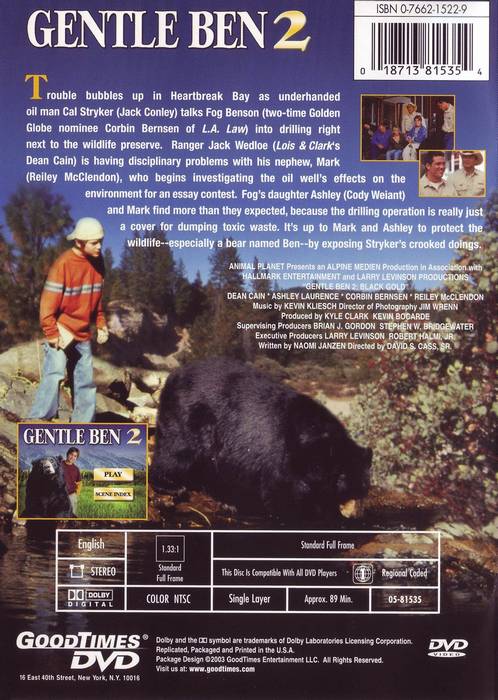 GENTLE BEN 2
ISBN 0-7662-1522-9
0 18713 81535 4
Trouble bubbles up in Heartbreak Bay as underhanded
oil man Cal Stryker (Jack Conley) talks Fog Benson (two-time Golden
Globe nominee Corbin Bernsen of L.A. Law) into drilling right
next to the wildlife preserve. Ranger Jack Wedloe (Lois & Clark's
Dean Cain) is having disciplinary problems with his nephew, Mark
(Reiley McClendon), who begins investigating the oil well's effects on the
environment for an essay contest. Fog's daughter Ashley (Cody Weiant)
and Mark find more than they expected, because the drilling operation is really just
a cover for dumping toxic waste. It's up to Mark and Ashley to protect the
wildlife--especially a bear named Ben--by exposing Stryker's crooked doings.
ANIMAL PLANET Presents an ALPINE MEDIEN Production in Association with
HALLMARK ENTERTAINMENT and LARRY LEVINSON PRODUCTIONS
"GENTLE BEN 2: BLACK GOLD"
DEAN CAIN * ASHLEY LAURENCE * CORBIN BERNSEN * REILEY McCLENDON
Music by KEVIN KLIESCH Director of Photography JIM WRENN
Produced by KYLE CLARK KEVIN BOCARDE
Supervising Producers BRIAN J. GORDON STEPHEN W. BRIDGEWATER
Executive Producers LARRY LEVINSON ROBERT HALMI, JR.
Written by NAOMI JANZEN Directed by DAVID S. CASS, SR.
GENTLE BEN 2
PLAY
SCENE INDEX
English
1.33:1
Standard
Full Frame
Standard Full Frame
STEREO
This Disc Is Compatible With All DVD Players
1
Regional Coded
DOLBY
DIGITAL
COLOR NTSC
Single Layer
Approx. 89 Min.
05-81535
GOODTIMES®
DVD
16 East 40th Street, New York, N.Y. 10016
Dolby and the DD symbol are trademarks of Dolby Laboratories Licensing Corporation.
Replicated, Packaged and Printed in the U.S.A.
Package Design ©2003 GoodTimes Entertainment LLC. All Rights Reserved.
Visit us at: www.goodtimes.com
DVD
VIDEO